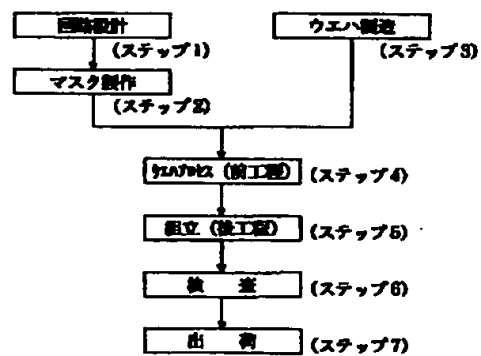 回路設計
(ステップ1)
ウエハ製造
(ステップ3)
マスク製作
(ステップ2)
ウエハプロセス (前工程)
(ステップ4)
組立 (後工程)
(ステップ5)
検 査
(ステップ6)
出 荷
(ステップ7)